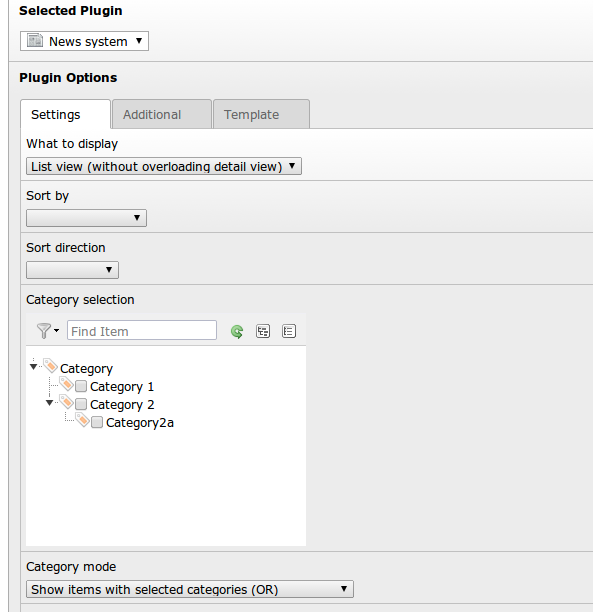 Selected Plugin
News system
Plugin Options
Settings Additional Template
What to display
List view (without overloading detail view)
Sort by
Sort direction
Category selection
Find Item
Category
Category 1
Category 2
Category2a
Category mode
Show items with selected categories (OR)